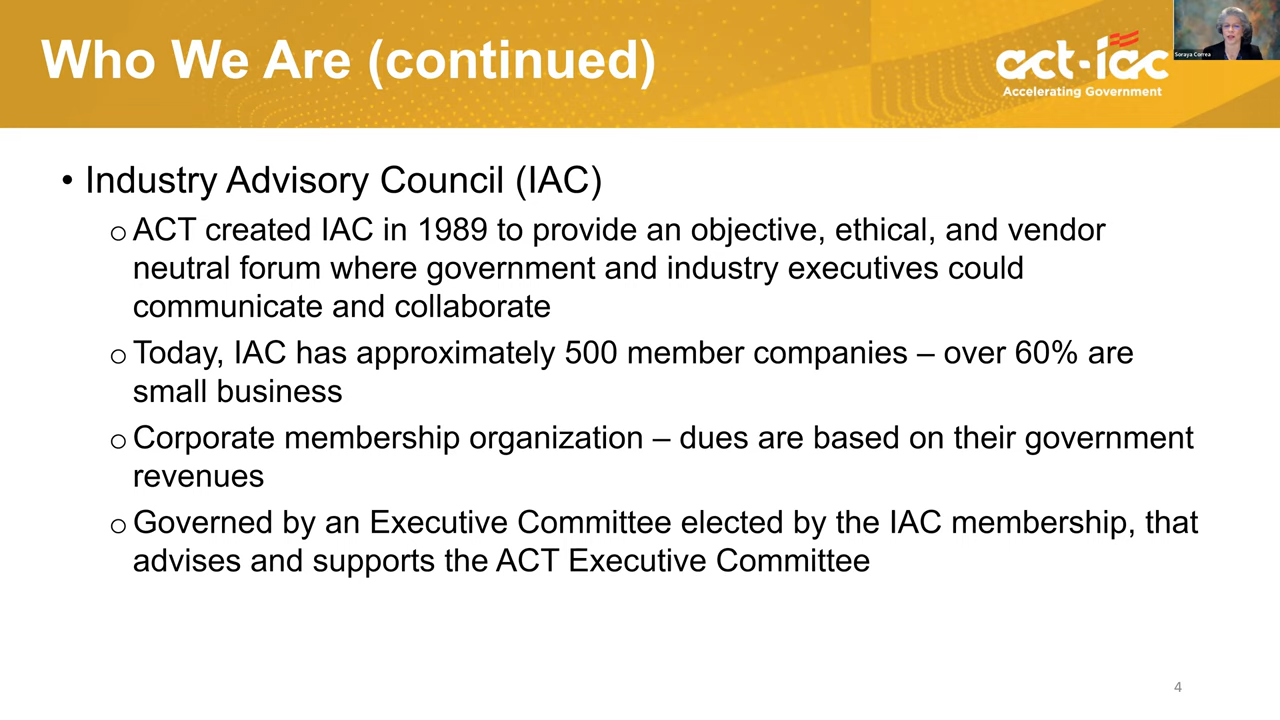 Who We Are (continued)
act-iac
Accelerating Government
Soraya Correa
• Industry Advisory Council (IAC)
o ACT created IAC in 1989 to provide an objective, ethical, and vendor
neutral forum where government and industry executives could
communicate and collaborate
o Today, IAC has approximately 500 member companies – over 60% are
small business
o Corporate membership organization – dues are based on their government
revenues
o Governed by an Executive Committee elected by the IAC membership, that
advises and supports the ACT Executive Committee
4